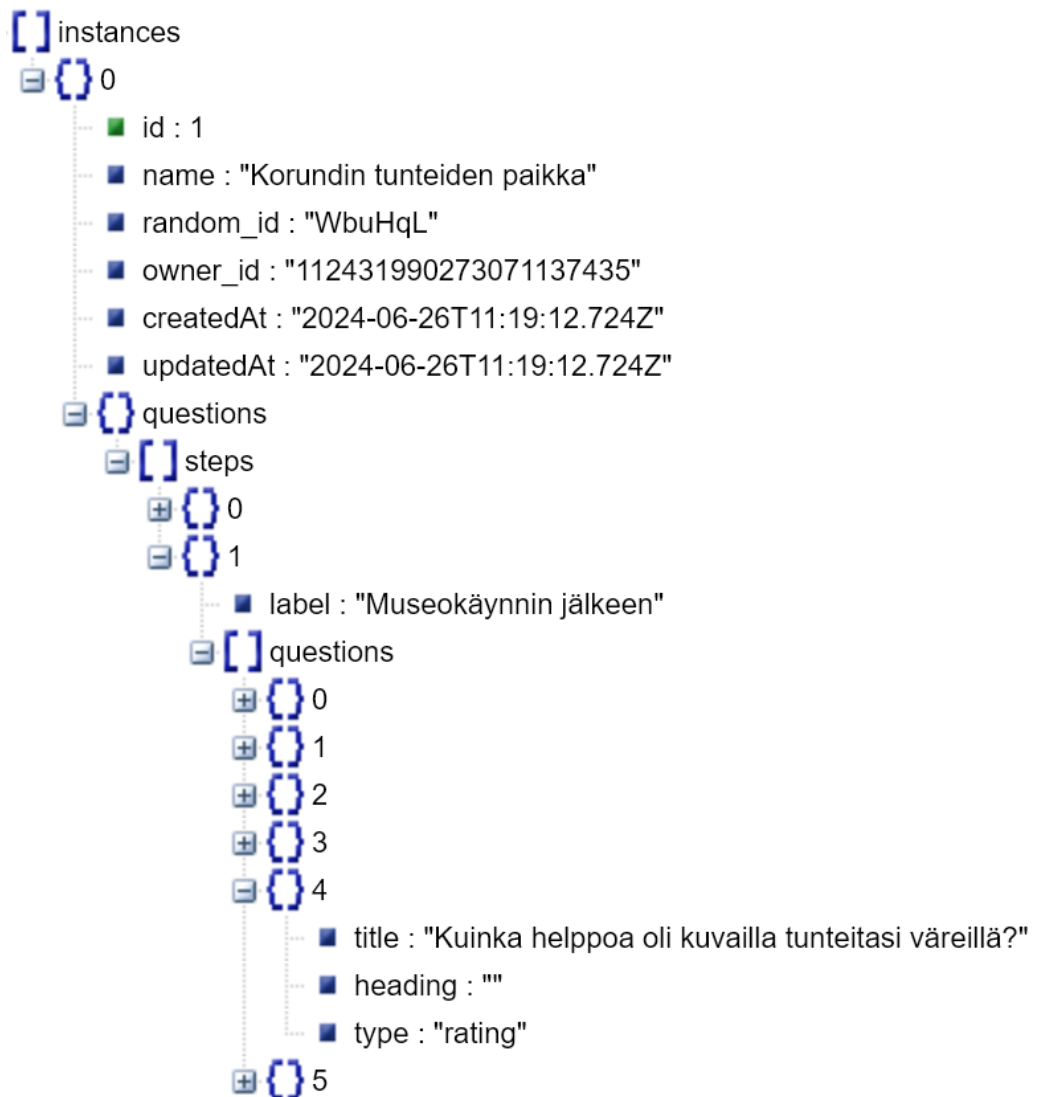 instances
0
id : 1
name : "Korundin tunteiden paikka"
random_id : "WbuHqL"
owner_id : "112431990273071137435"
createdAt : "2024-06-26T11:19:12.724Z"
updatedAt : "2024-06-26T11:19:12.724Z"
questions
steps
0
1
label : "Museokäynnin jälkeen"
questions
0
1
2
3
4
title : "Kuinka helppoa oli kuvailla tunteitasi väreillä?"
heading : ""
type : "rating"
5